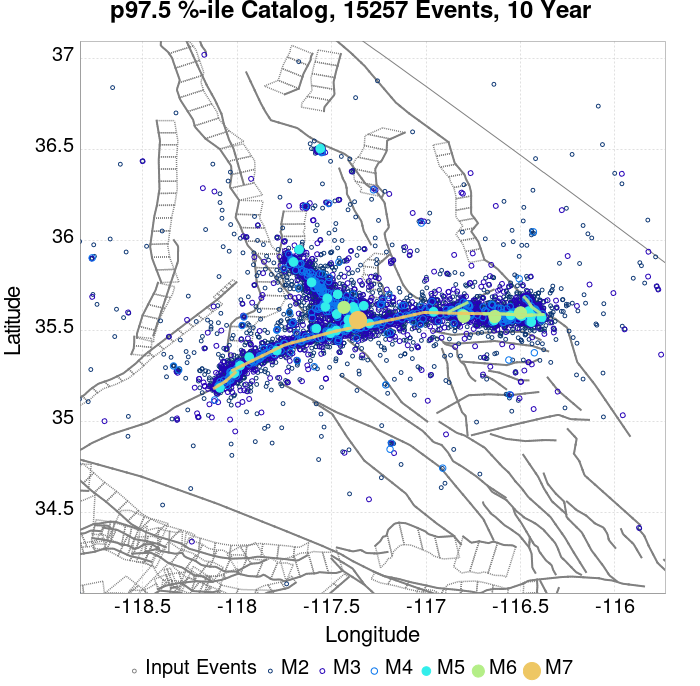 p97.5 %-ile Catalog, 15257 Events, 10 Year
37
36.5
36
35.5
35
34.5
Latitude
-118.5 -118 -117.5 -117 -116.5 -116
Longitude
Input Events M2 M3 M4 M5 M6 M7